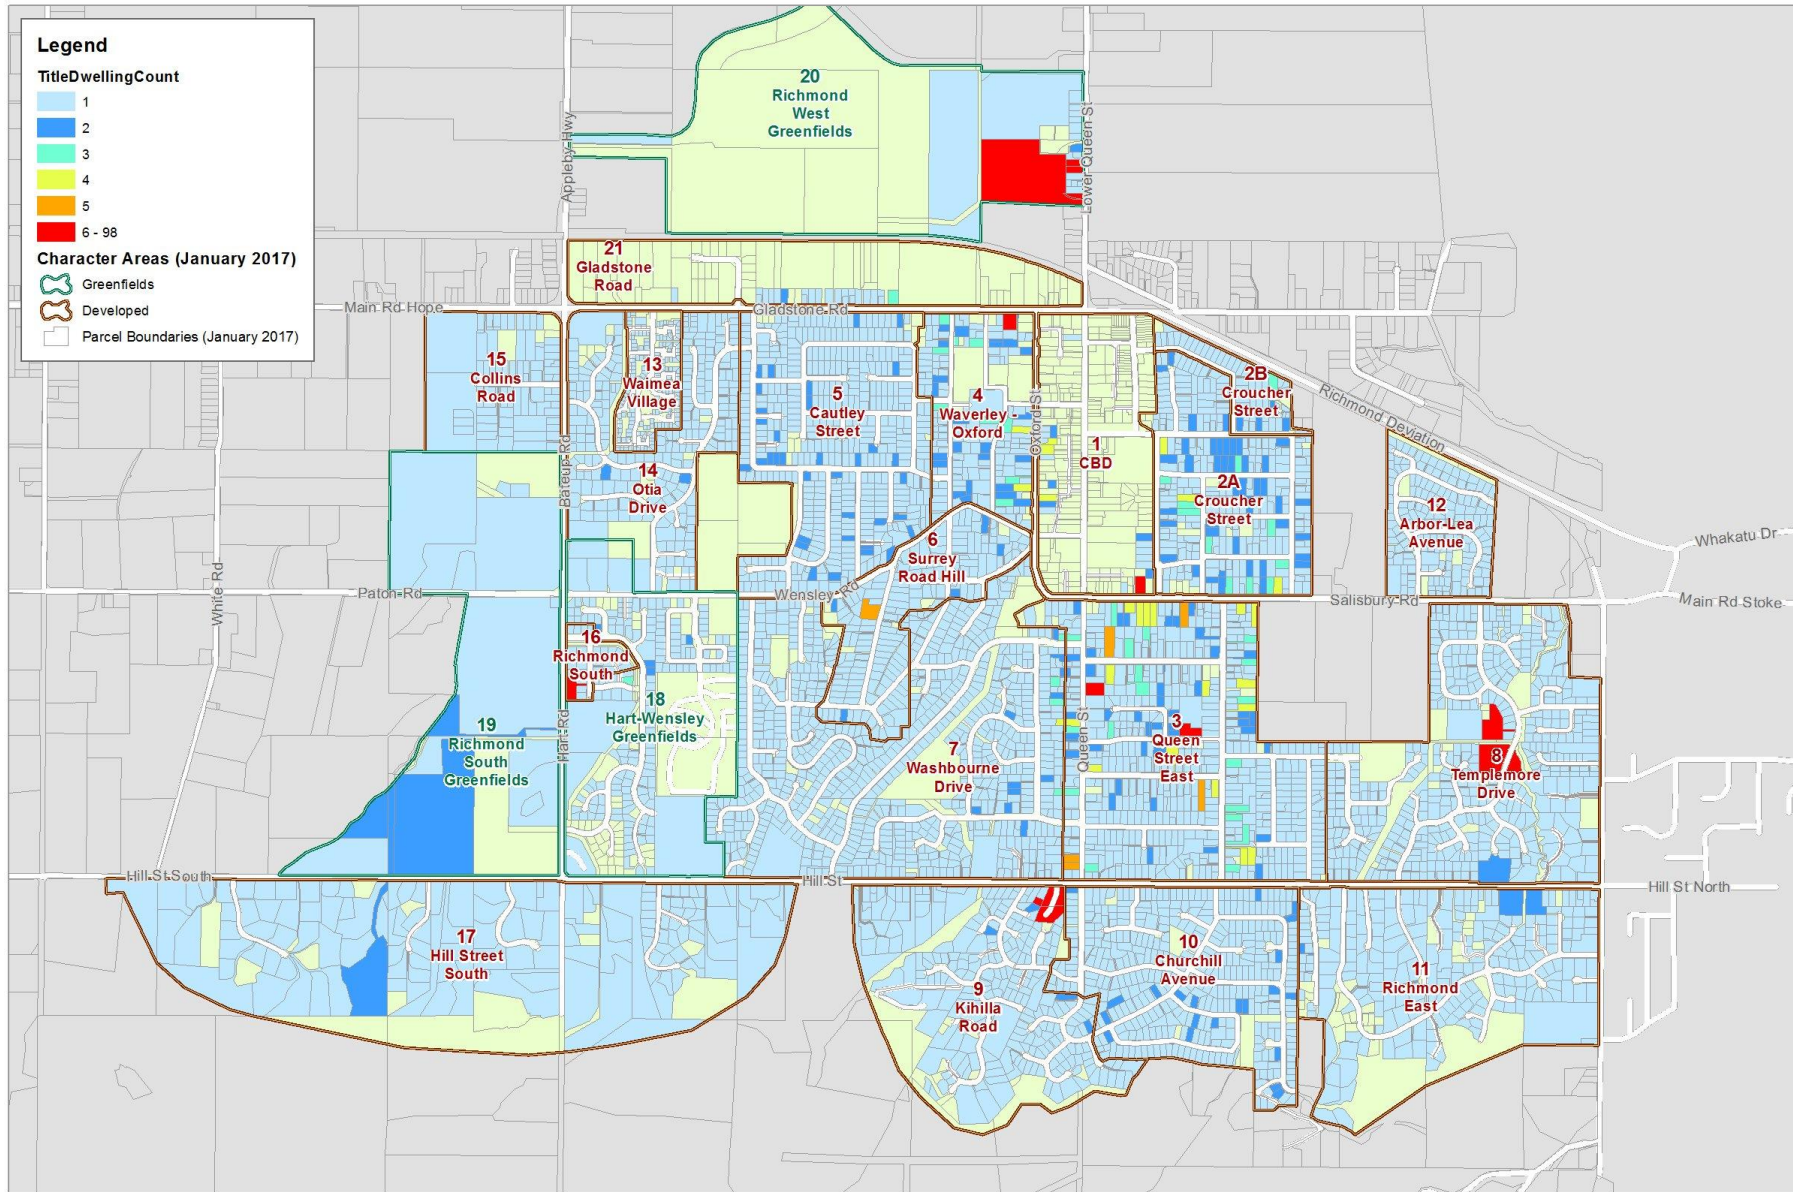 Legend
TitleDwellingCount
1
2
3
4
5
6 - 98
Character Areas (January 2017)
Greenfields
Developed
Parcel Boundaries (January 2017)
20
Richmond
West
Greenfields
Appleby Hwy
Lower Queen St
21
Gladstone
Road
Main Rd Hope
Gladstone Rd
15
Collins
Road
13
Waimea
Village
5
Cautley
Street
4
Waverley -
Oxford
Oxford St
1
CBD
2B
Croucher
Street
Richmond Deviation
2A
Croucher
Street
12
Arbor-Lea
Avenue
Whakatu Dr
Bateup Rd
14
Otia
Drive
6
Surrey
Road Hill
White Rd
Paton Rd
Wensley Rd
Salisbury Rd
Main Rd Stoke
16
Richmond
South
18
Hart-Wensley
Greenfields
Hart Rd
19
Richmond
South
Greenfields
7
Washbourne
Drive
Queen St
3
Queen
Street
East
8
Templemore
Drive
Hill St South
Hill St
Hill St North
17
Hill Street
South
9
Kihilla
Road
10
Churchill
Avenue
11
Richmond
East